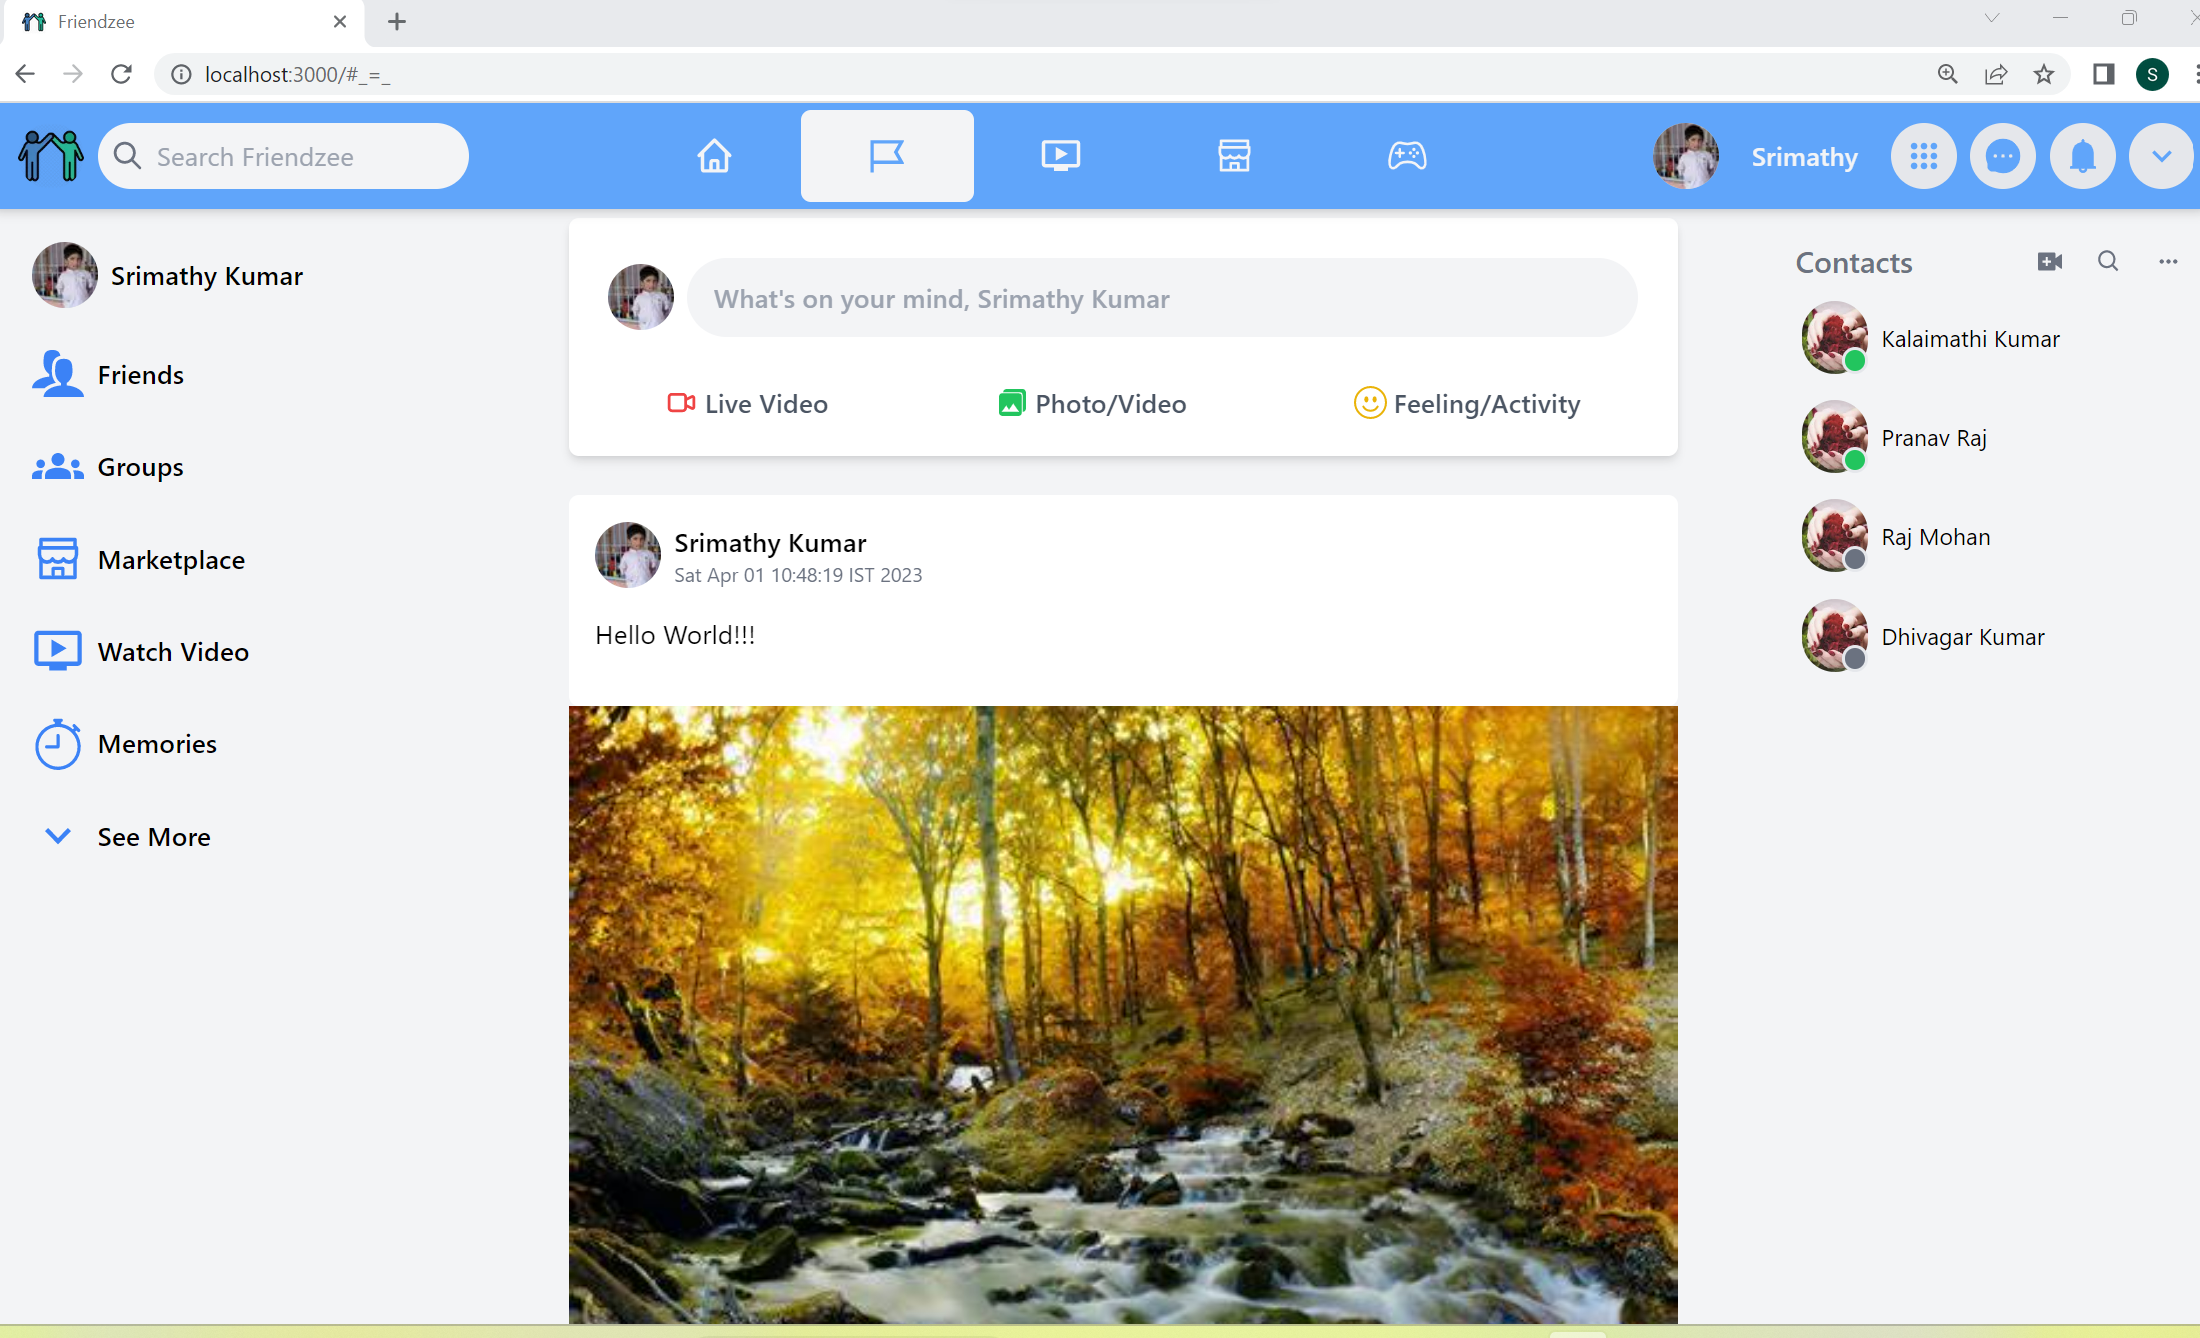 Friendzee
localhost:3000/#_=_
S
Search Friendzee
Srimathy
Srimathy Kumar
Friends
Groups
Marketplace
Watch Video
Memories
See More
What's on your mind, Srimathy Kumar
Live Video
Photo/Video
Feeling/Activity
Srimathy Kumar
Sat Apr 01 10:48:19 IST 2023
Hello World!!!
Contacts
Kalaimathi Kumar
Pranav Raj
Raj Mohan
Dhivagar Kumar